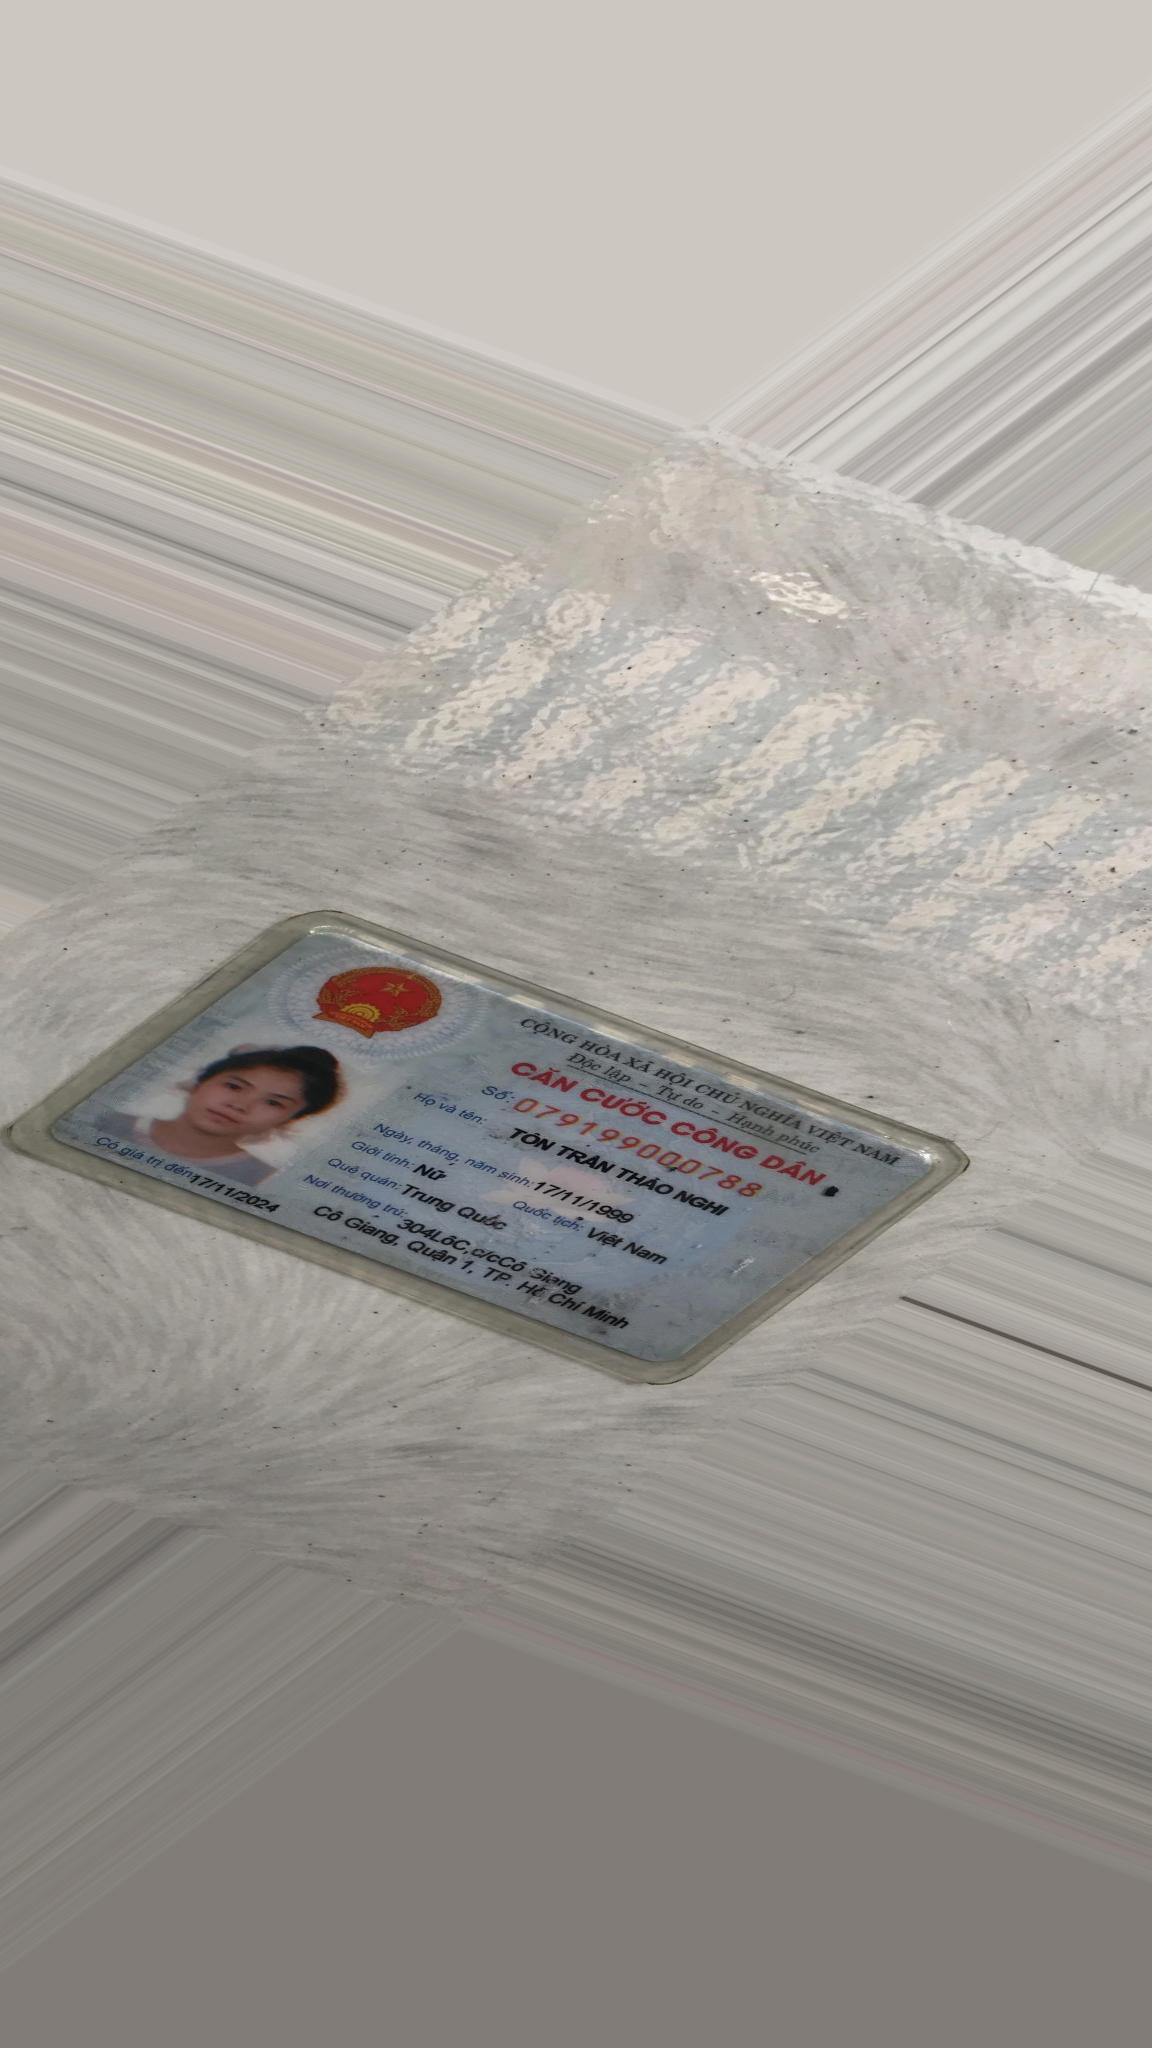 CỘNG HÒA XÃ HỘI CHỦ NGHĨA VIỆT NAM
Độc lập - Tự do - Hạnh phúc
CĂN CƯỚC CÔNG DÂN
Số: 079199000788
Họ và tên: TÔN TRẦN THẢO NGHI
Ngày, tháng, năm sinh: 17/11/1999
Giới tính: Nữ Quốc tịch: Việt Nam
Quê quán: Trung Quốc
Nơi thường trú: 304LôC,c/cCô Giang
Cô Giang, Quận 1, TP. Hồ Chí Minh
Có giá trị đến: 17/11/2024